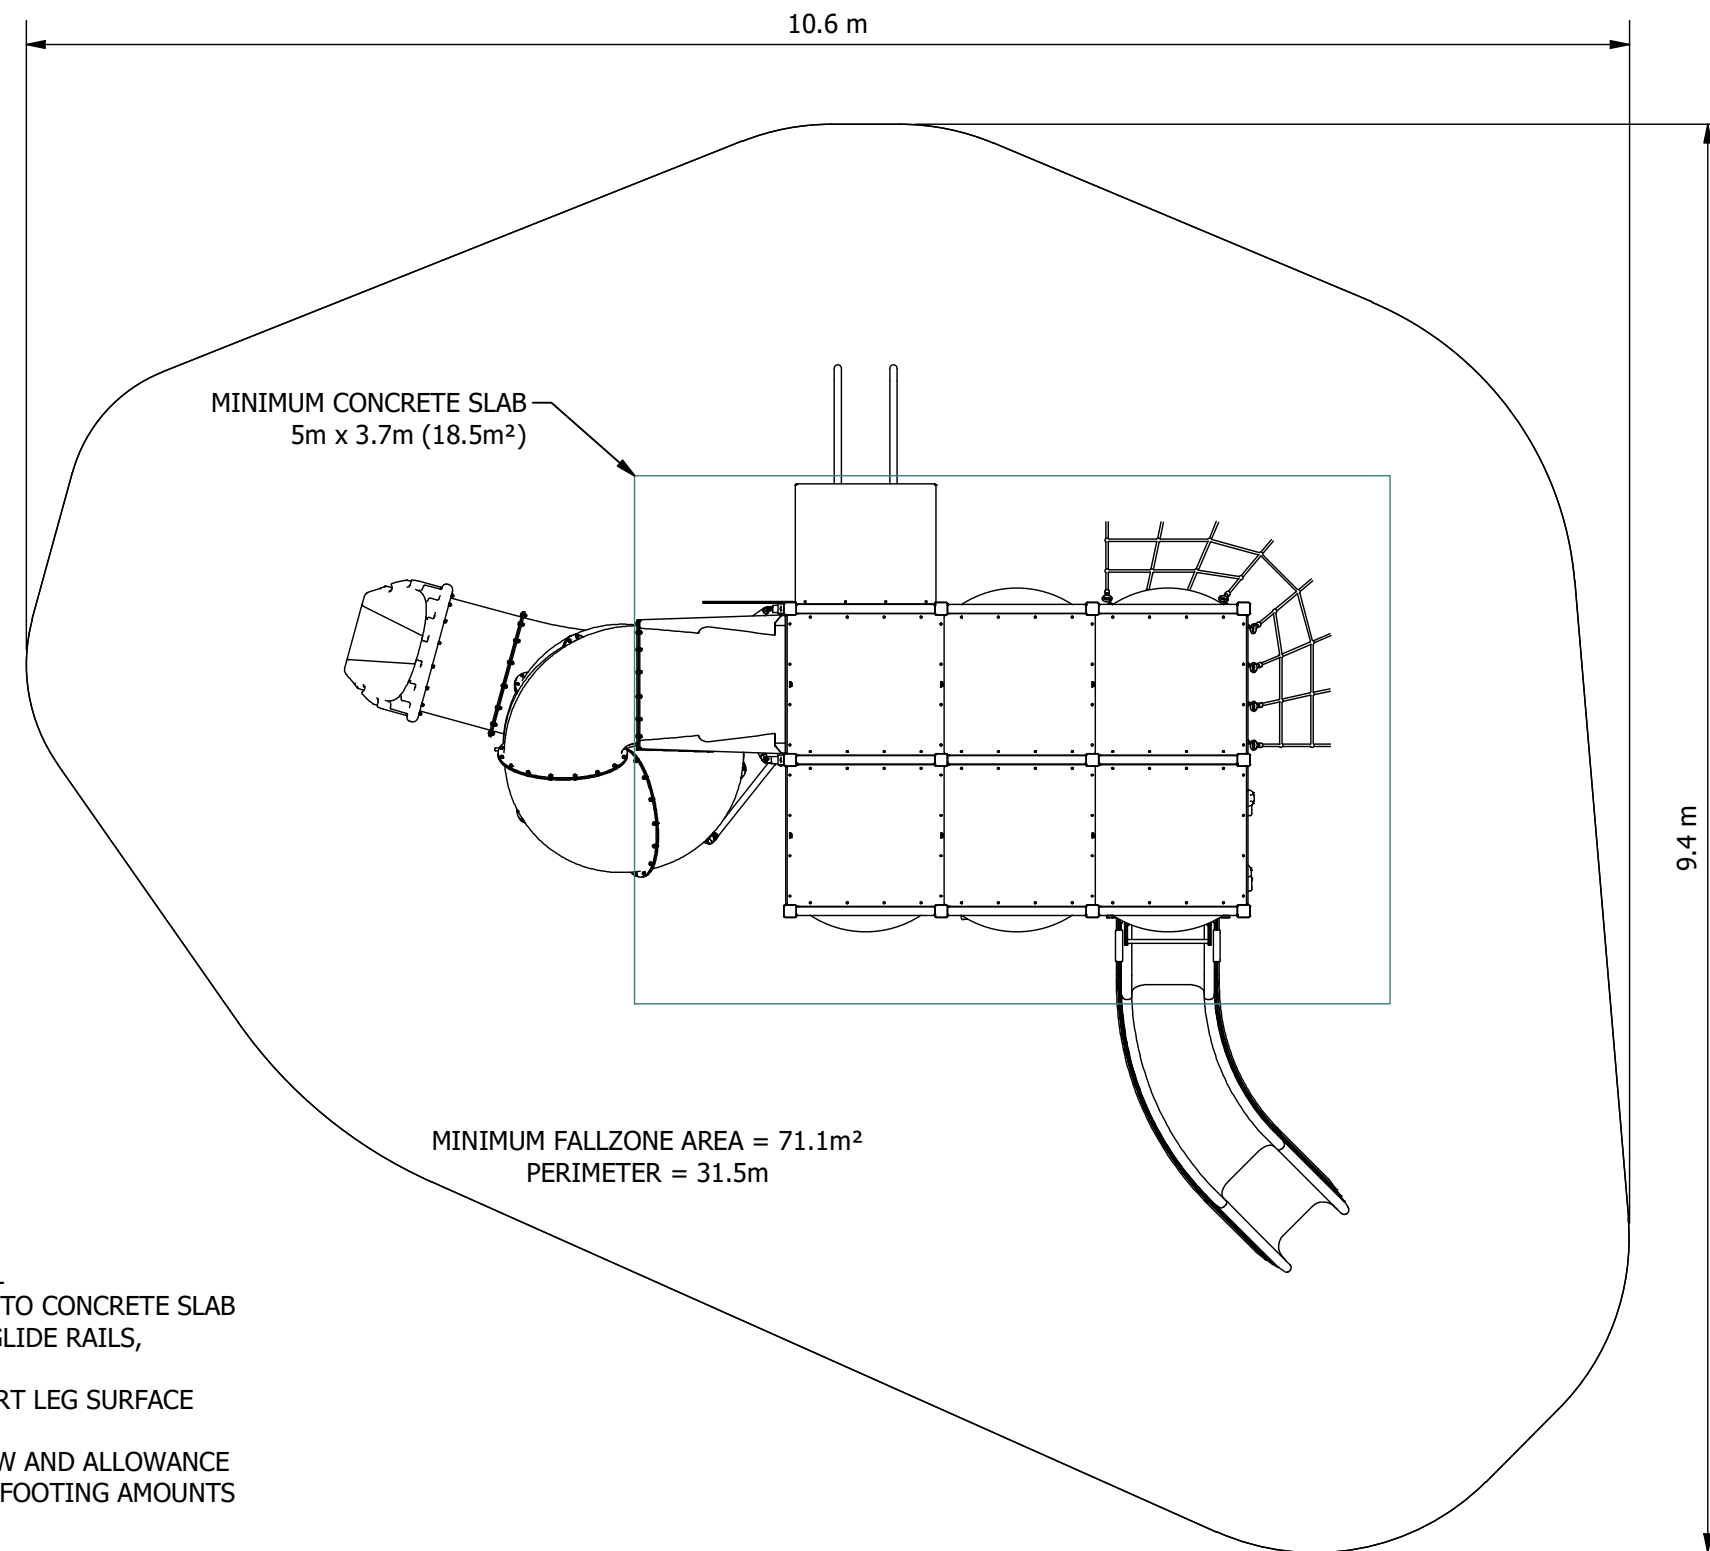 10.6 m
MINIMUM CONCRETE SLAB
5m x 3.7m (18.5m²)
9.4 m
MINIMUM FALLZONE AREA = 71.1m²
PERIMETER = 31.5m
TO CONCRETE SLAB
GLIDE RAILS,
RT LEG SURFACE
W AND ALLOWANCE
FOOTING AMOUNTS